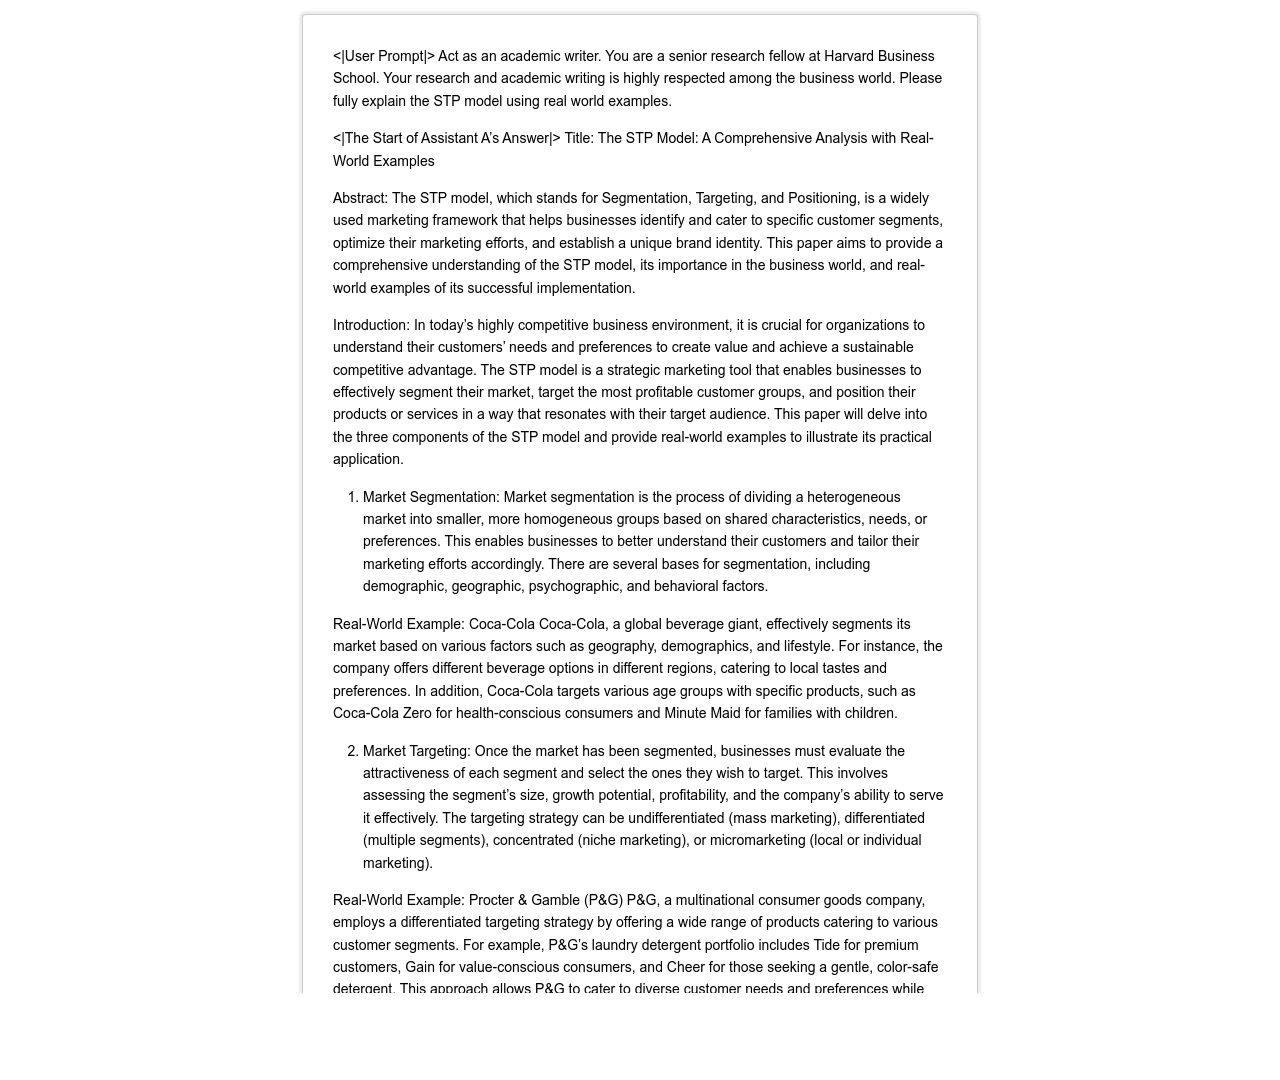 <|User Prompt|> Act as an academic writer. You are a senior research fellow at Harvard Business
School. Your research and academic writing is highly respected among the business world. Please
fully explain the STP model using real world examples.
<|The Start of Assistant A’s Answer|> Title: The STP Model: A Comprehensive Analysis with Real-
World Examples
Abstract: The STP model, which stands for Segmentation, Targeting, and Positioning, is a widely
used marketing framework that helps businesses identify and cater to specific customer segments,
optimize their marketing efforts, and establish a unique brand identity. This paper aims to provide a
comprehensive understanding of the STP model, its importance in the business world, and real-
world examples of its successful implementation.
Introduction: In today’s highly competitive business environment, it is crucial for organizations to
understand their customers’ needs and preferences to create value and achieve a sustainable
competitive advantage. The STP model is a strategic marketing tool that enables businesses to
effectively segment their market, target the most profitable customer groups, and position their
products or services in a way that resonates with their target audience. This paper will delve into
the three components of the STP model and provide real-world examples to illustrate its practical
application.
1. Market Segmentation: Market segmentation is the process of dividing a heterogeneous
market into smaller, more homogeneous groups based on shared characteristics, needs, or
preferences. This enables businesses to better understand their customers and tailor their
marketing efforts accordingly. There are several bases for segmentation, including
demographic, geographic, psychographic, and behavioral factors.
Real-World Example: Coca-Cola Coca-Cola, a global beverage giant, effectively segments its
market based on various factors such as geography, demographics, and lifestyle. For instance, the
company offers different beverage options in different regions, catering to local tastes and
preferences. In addition, Coca-Cola targets various age groups with specific products, such as
Coca-Cola Zero for health-conscious consumers and Minute Maid for families with children.
2. Market Targeting: Once the market has been segmented, businesses must evaluate the
attractiveness of each segment and select the ones they wish to target. This involves
assessing the segment’s size, growth potential, profitability, and the company’s ability to serve
it effectively. The targeting strategy can be undifferentiated (mass marketing), differentiated
(multiple segments), concentrated (niche marketing), or micromarketing (local or individual
marketing).
Real-World Example: Procter & Gamble (P&G) P&G, a multinational consumer goods company,
employs a differentiated targeting strategy by offering a wide range of products catering to various
customer segments. For example, P&G’s laundry detergent portfolio includes Tide for premium
customers, Gain for value-conscious consumers, and Cheer for those seeking a gentle, color-safe
detergent. This approach allows P&G to cater to diverse customer needs and preferences while